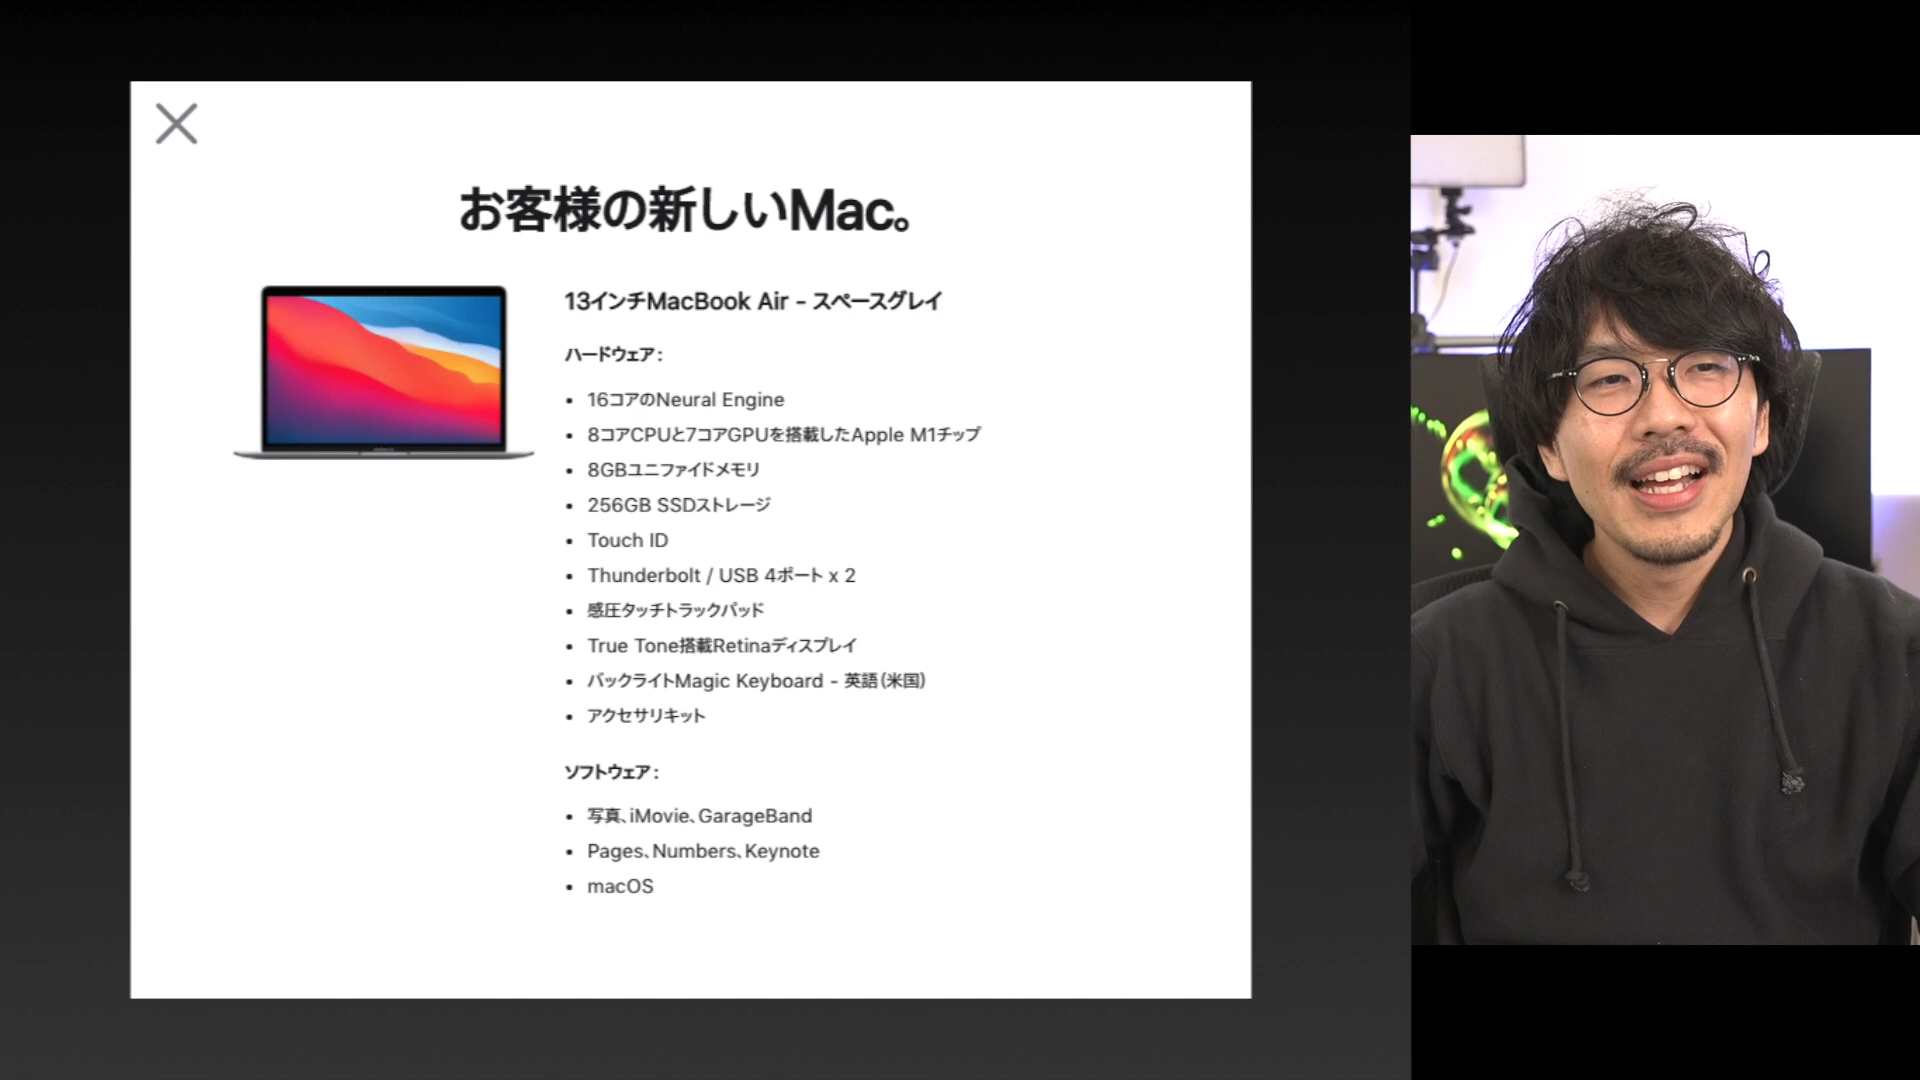 お客様の新しいMac。
13インチMacBook Air – スペースグレイ
ハードウェア：
• 16コアのNeural Engine
• 8コアCPUと7コアGPUを搭載したApple M1チップ
• 8GBユニファイドメモリ
• 256GB SSDストレージ
• Touch ID
• Thunderbolt / USB 4ポート x 2
• 感圧タッチトラックパッド
• True Tone搭載Retinaディスプレイ
• バックライトMagic Keyboard - 英語（米国）
• アクセサリキット
ソフトウェア：
• 写真、iMovie、GarageBand
• Pages、Numbers、Keynote
• macOS